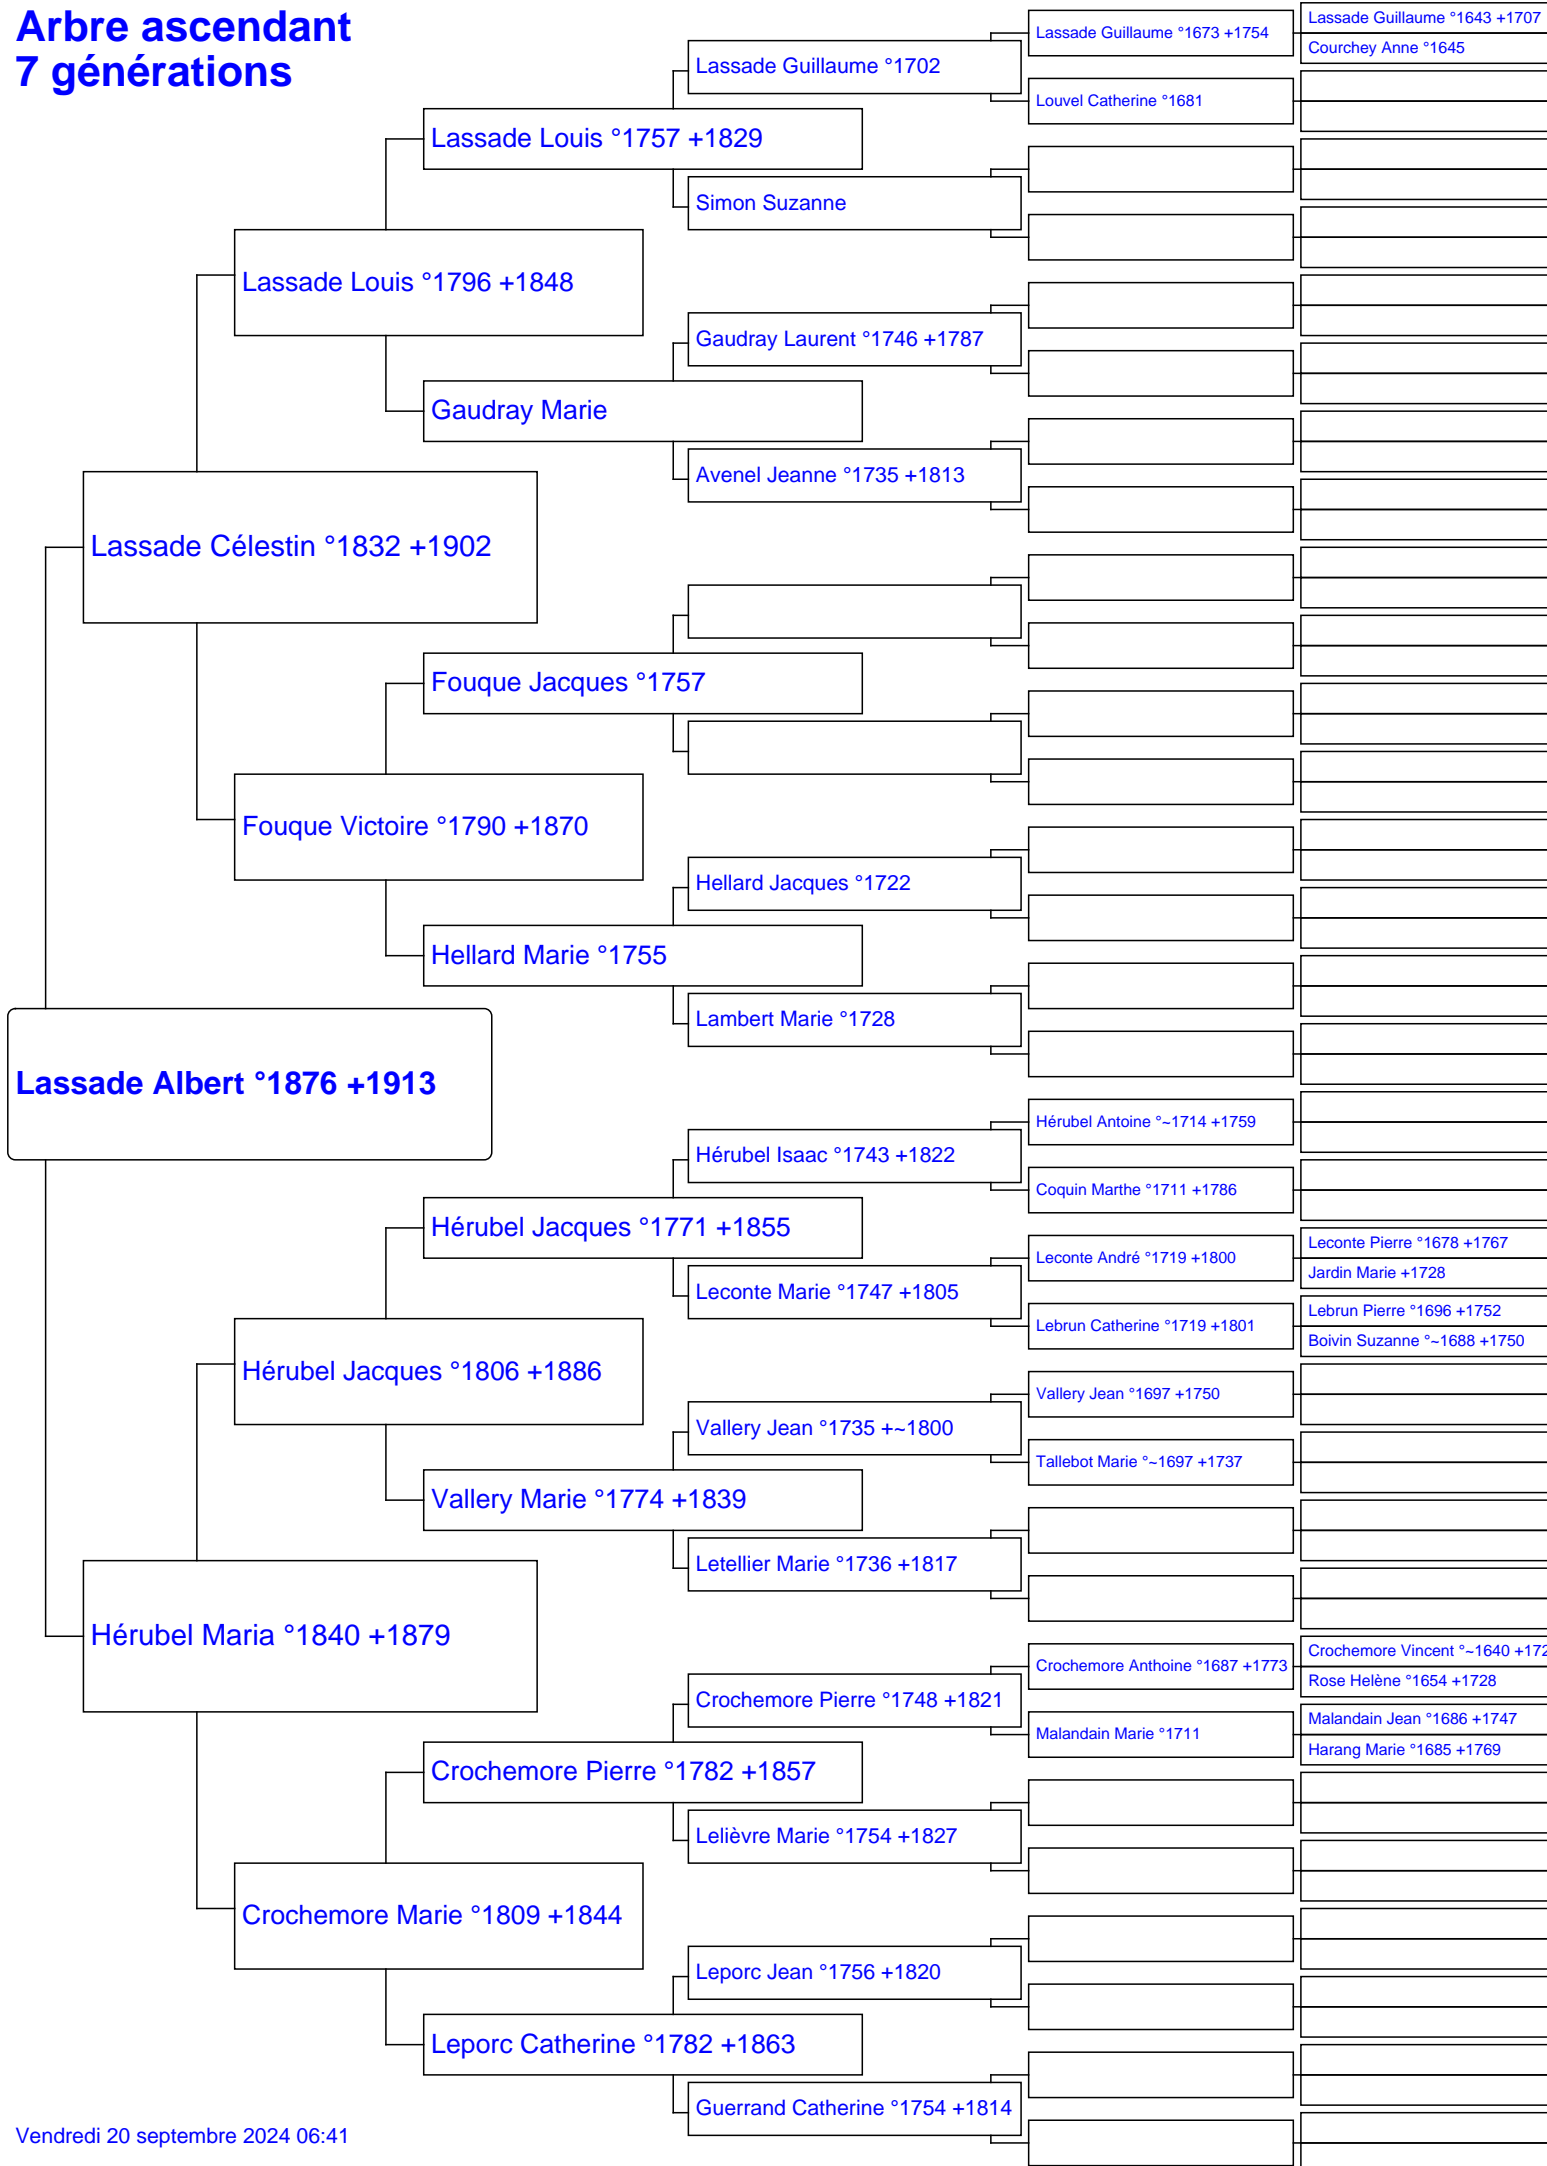 Arbre ascendant
7 générations
Lassade Guillaume °1673 +1754
Lassade Guillaume °1643 +1707
Courchey Anne °1645
Lassade Guillaume °1702
Louvel Catherine °1681
Lassade Louis °1757 +1829
Simon Suzanne
Lassade Louis °1796 +1848
Gaudray Laurent °1746 +1787
Gaudray Marie
Avenel Jeanne °1735 +1813
Lassade Célestin °1832 +1902
Fouque Jacques °1757
Fouque Victoire °1790 +1870
Hellard Jacques °1722
Hellard Marie °1755
Lambert Marie °1728
Lassade Albert °1876 +1913
Hérubel Antoine °~1714 +1759
Hérubel Isaac °1743 +1822
Coquin Marthe °1711 +1786
Hérubel Jacques °1771 +1855
Leconte André °1719 +1800
Leconte Pierre °1678 +1767
Jardin Marie +1728
Leconte Marie °1747 +1805
Lebrun Catherine °1719 +1801
Lebrun Pierre °1696 +1752
Boivin Suzanne °~1688 +1750
Hérubel Jacques °1806 +1886
Vallery Jean °1697 +1750
Vallery Jean °1735 +~1800
Tallebot Marie °~1697 +1737
Vallery Marie °1774 +1839
Letellier Marie °1736 +1817
Hérubel Maria °1840 +1879
Crochemore Anthoine °1687 +1773
Crochemore Vincent °~1640 +172
Rose Helène °1654 +1728
Crochemore Pierre °1748 +1821
Malandain Marie °1711
Malandain Jean °1686 +1747
Harang Marie °1685 +1769
Crochemore Pierre °1782 +1857
Lelièvre Marie °1754 +1827
Crochemore Marie °1809 +1844
Leporc Jean °1756 +1820
Leporc Catherine °1782 +1863
Guerrand Catherine °1754 +1814
Vendredi 20 septembre 2024 06:41